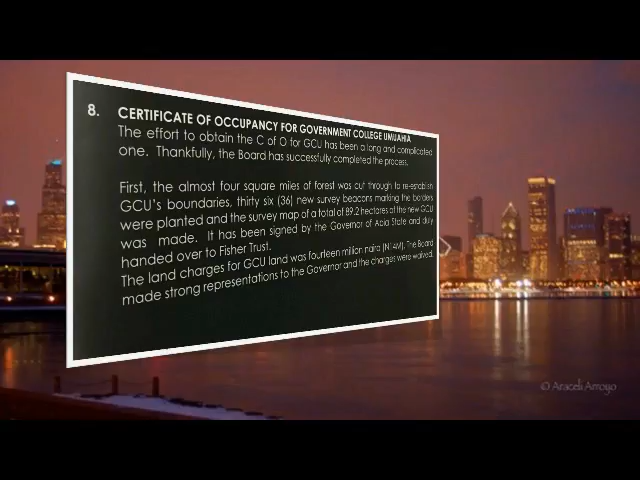 8. CERTIFICATE OF OCCUPANCY FOR GOVERNMENT COLLEGE UMUAHIA
The effort to obtain the C of O for GCU has been a long and complicated
one. Thankfully, the Board has successfully completed the process.
First, the almost four square miles of forest was cut through to re-establish
GCU's boundaries, thirty six (36) new survey beacons marking the borders
were planted and the survey map of a total of 89.2 hectares of the new GCU
was made. It has been signed by the Governor of Abia State and duly
handed over to Fisher Trust.
The land charges for GCU land was fourteen million naira (N14M). The Board
made strong representations to the Governor and the charges were waived.
© Araceli Arroyo